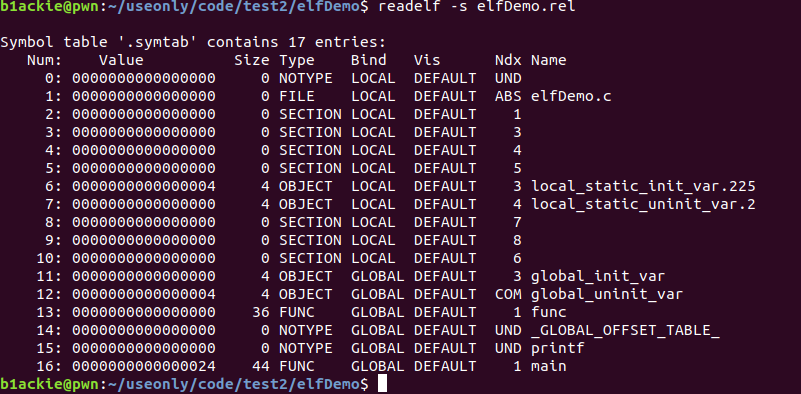 b1ackie@pwn:~/useonly/code/test2/elfDemo$ readelf -s elfDemo.rel
Symbol table '.symtab' contains 17 entries:
   Num:    Value          Size Type    Bind   Vis      Ndx Name
     0: 0000000000000000     0 NOTYPE  LOCAL  DEFAULT  UND
     1: 0000000000000000     0 FILE    LOCAL  DEFAULT  ABS elfDemo.c
     2: 0000000000000000     0 SECTION LOCAL  DEFAULT    1
     3: 0000000000000000     0 SECTION LOCAL  DEFAULT    3
     4: 0000000000000000     0 SECTION LOCAL  DEFAULT    4
     5: 0000000000000000     0 SECTION LOCAL  DEFAULT    5
     6: 0000000000000004     4 OBJECT  LOCAL  DEFAULT    3 local_static_init_var.225
     7: 0000000000000000     4 OBJECT  LOCAL  DEFAULT    4 local_static_uninit_var.2
     8: 0000000000000000     0 SECTION LOCAL  DEFAULT    7
     9: 0000000000000000     0 SECTION LOCAL  DEFAULT    8
    10: 0000000000000000     0 SECTION LOCAL  DEFAULT    6
    11: 0000000000000000     4 OBJECT  GLOBAL DEFAULT    3 global_init_var
    12: 0000000000000004     4 OBJECT  GLOBAL DEFAULT  COM global_uninit_var
    13: 0000000000000000    36 FUNC    GLOBAL DEFAULT    1 func
    14: 0000000000000000     0 NOTYPE  GLOBAL DEFAULT  UND _GLOBAL_OFFSET_TABLE_
    15: 0000000000000000     0 NOTYPE  GLOBAL DEFAULT  UND printf
    16: 0000000000000024    44 FUNC    GLOBAL DEFAULT    1 main
b1ackie@pwn:~/useonly/code/test2/elfDemo$